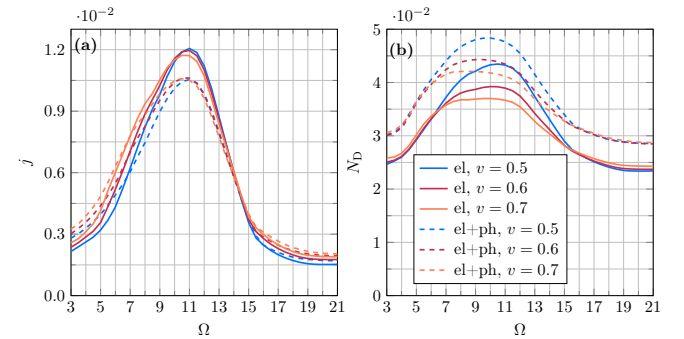 ·10⁻²
(a)
1.2
0.9
0.6
0.3
0
j
3 5 7 9 11 13 15 17 19 21
Ω
·10⁻²
(b)
5
4
3
2
1
0
N_D
3 5 7 9 11 13 15 17 19 21
Ω
el, v = 0.5
el, v = 0.6
el, v = 0.7
el+ph, v = 0.5
el+ph, v = 0.6
el+ph, v = 0.7